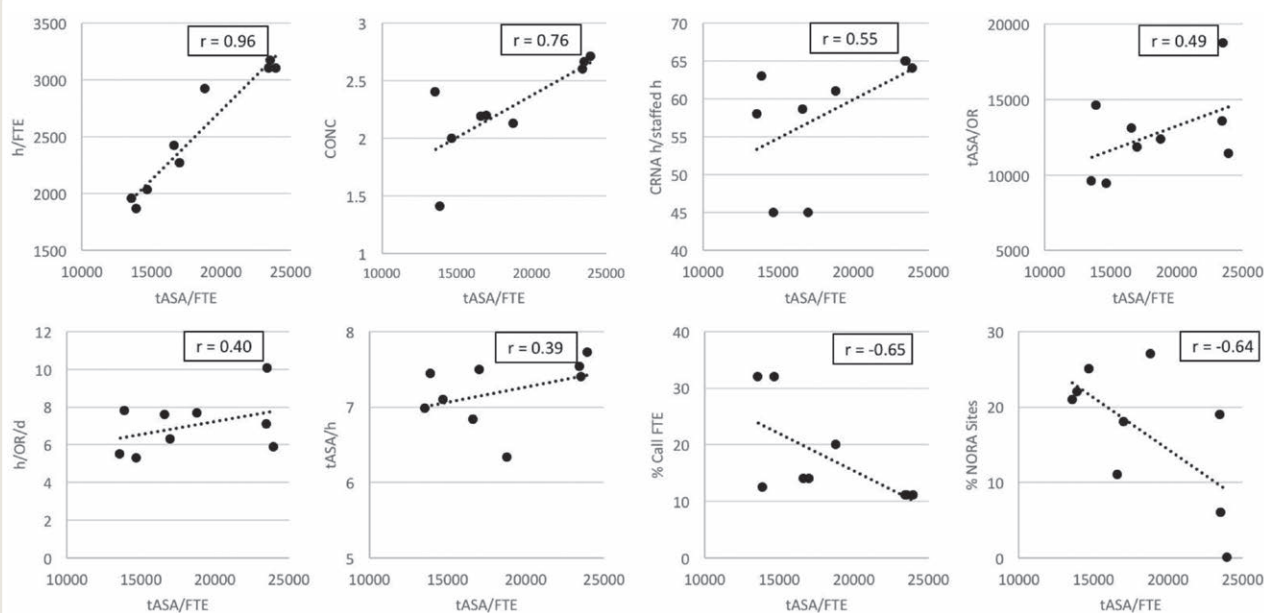 r = 0.96
h/FTE
3500
3000
2500
2000
1500
10000 15000 20000 25000
tASA/FTE
r = 0.76
CONC
3
2.5
2
1.5
1
10000 15000 20000 25000
tASA/FTE
r = 0.55
CRNA h/staffed h
70
65
60
55
50
45
40
10000 15000 20000 25000
tASA/FTE
r = 0.49
tASA/OR
20000
15000
10000
5000
10000 15000 20000 25000
tASA/FTE
r = 0.40
h/OR/d
12
10
8
6
4
2
0
10000 15000 20000 25000
tASA/FTE
r = 0.39
tASA/h
8
7
6
5
10000 15000 20000 25000
tASA/FTE
r = -0.65
% Call FTE
40
30
20
10
0
10000 15000 20000 25000
tASA/FTE
r = -0.64
% NORA Sites
30
20
10
0
10000 15000 20000 25000
tASA/FTE